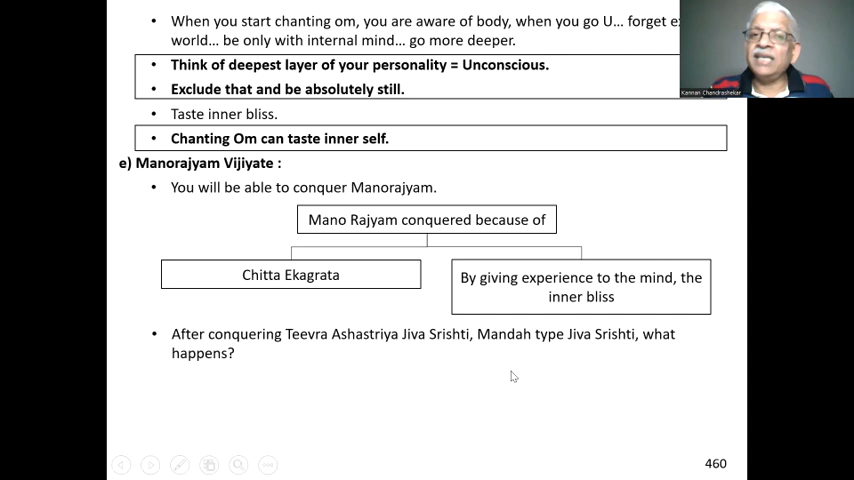 • When you start chanting om, you are aware of body, when you go U... forget
world... be only with internal mind... go more deeper.
• Think of deepest layer of your personality = Unconscious.
• Exclude that and be absolutely still.
• Taste inner bliss.
• Chanting Om can taste inner self.
e) Manorajyam Vijiyate :
• You will be able to conquer Manorajyam.
Mano Rajyam conquered because of
Chitta Ekagrata
By giving experience to the mind, the
inner bliss
• After conquering Teevra Ashastriya Jiva Srishti, Mandah type Jiva Srishti, what
happens?
460
Kannan Chandrashekar